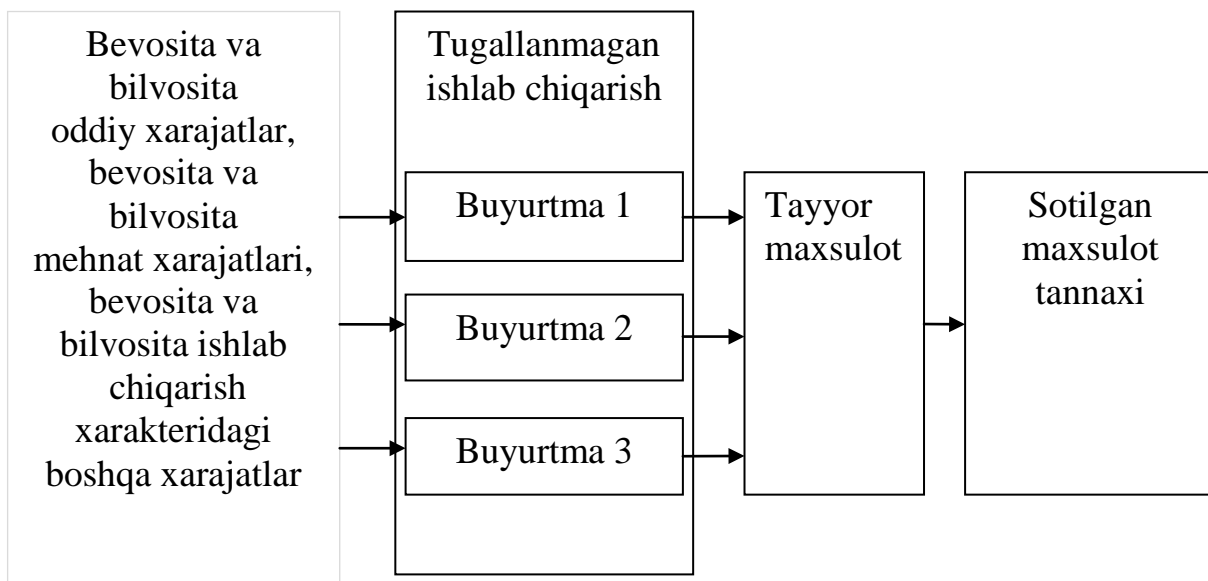 Bevosita va
bilvosita
oddiy xarajatlar,
bevosita va
bilvosita
mehnat xarajatlari,
bevosita va
bilvosita ishlab
chiqarish
xarakteridagi
boshqa xarajatlar
Tugallanmagan
ishlab chiqarish
Buyurtma 1
Buyurtma 2
Buyurtma 3
Tayyor
maxsulot
Sotilgan
maxsulot
tannaxi